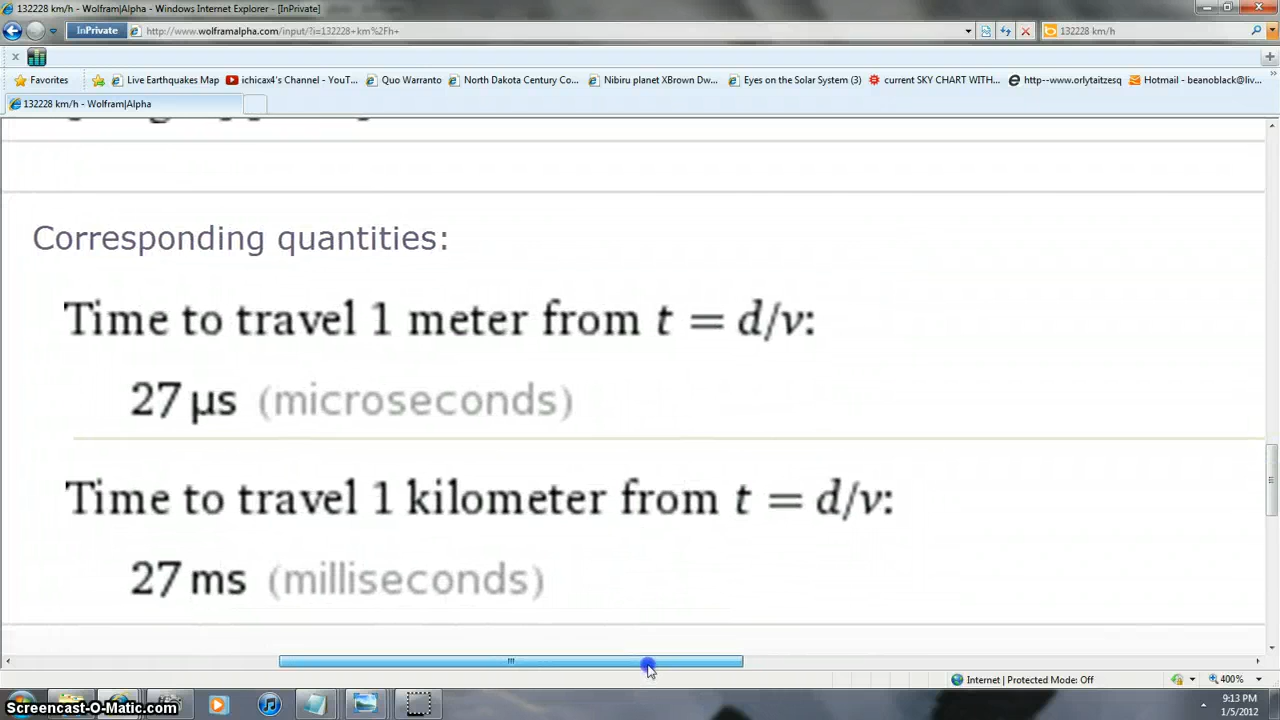 132228 km/h - Wolfram|Alpha - Windows Internet Explorer - [InPrivate]
InPrivate
http://www.wolframalpha.com/input/?i=132228+km%2Fh+
132228 km/h
Favorites
Live Earthquakes Map
ichicax4's Channel - YouT...
Quo Warranto
North Dakota Century Co...
Nibiru planet XBrown Dw...
Eyes on the Solar System (3)
current SKY CHART WITH...
http--www.orlytaitzesq
Hotmail - beanoblack@liv...
132228 km/h - Wolfram|Alpha
Corresponding quantities:
Time to travel 1 meter from t = d/v:
27 µs (microseconds)
Time to travel 1 kilometer from t = d/v:
27 ms (milliseconds)
Internet | Protected Mode: Off
400%
Screencast-O-Matic.com
9:13 PM
1/5/2012